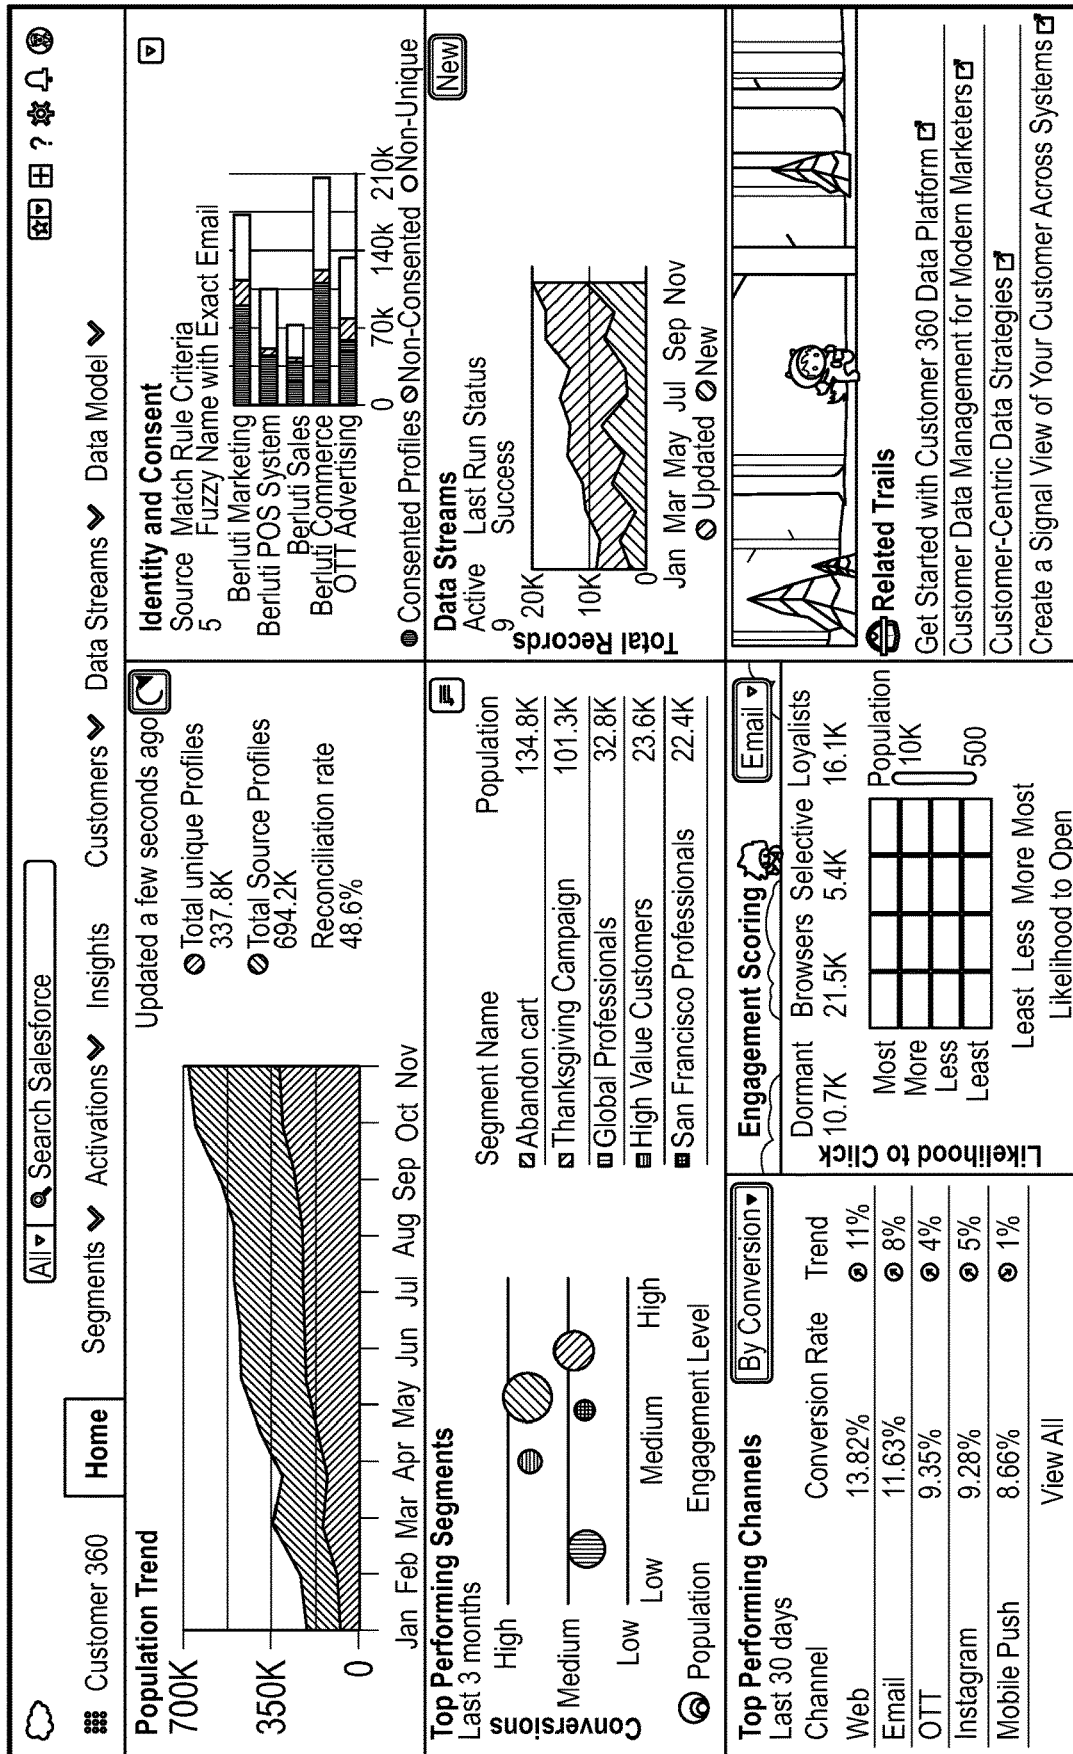 All Search Salesforce ?
Customer 360 Home Segments Activations Insights Customers Data Streams Data Model
Population Trend
Updated a few seconds ago
700K
350K
0
Jan Feb Mar Apr May Jun Jul Aug Sep Oct Nov
Total unique Profiles
337.8K
Total Source Profiles
694.2K
Reconciliation rate
48.6%
Identity and Consent
Source Match Rule Criteria
5 Fuzzy Name with Exact Email
Berluti Marketing
Berluti POS System
Berluti Sales
Berluti Commerce
OTT Advertising
0 70k 140k 210k
Consented Profiles Non-Consented Non-Unique
Top Performing Segments
Last 3 months
Conversions
High
Medium
Low
Low Medium High
Population Engagement Level
Segment Name Population
Abandon cart 134.8K
Thanksgiving Campaign 101.3K
Global Professionals 32.8K
High Value Customers 23.6K
San Francisco Professionals 22.4K
Data Streams
New
Active Last Run Status
9 Success
Total Records
20K
10K
0
Jan Mar May Jul Sep Nov
Updated New
Top Performing Channels
By Conversion
Last 30 days
Channel Conversion Rate Trend
Web 13.82% 11%
Email 11.63% 8%
OTT 9.35% 4%
Instagram 9.28% 5%
Mobile Push 8.66% 1%
View All
Engagement Scoring
Email
Dormant Browsers Selective Loyalists
10.7K 21.5K 5.4K 16.1K
Likelihood to Click
Most
More
Less
Least
Least Less More Most
Likelihood to Open
Population
10K
500
Related Trails
Get Started with Customer 360 Data Platform
Customer Data Management for Modern Marketers
Customer-Centric Data Strategies
Create a Signal View of Your Customer Across Systems